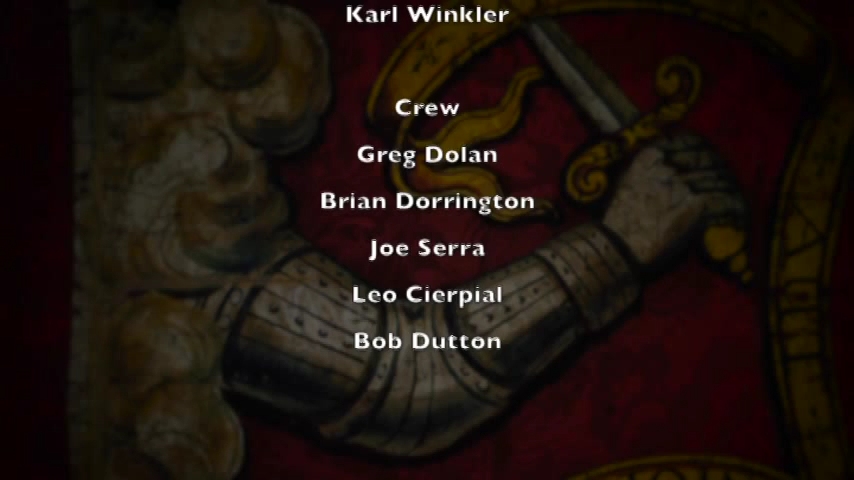 Karl Winkler
Crew
Greg Dolan
Brian Dorrington
Joe Serra
Leo Cierpial
Bob Dutton